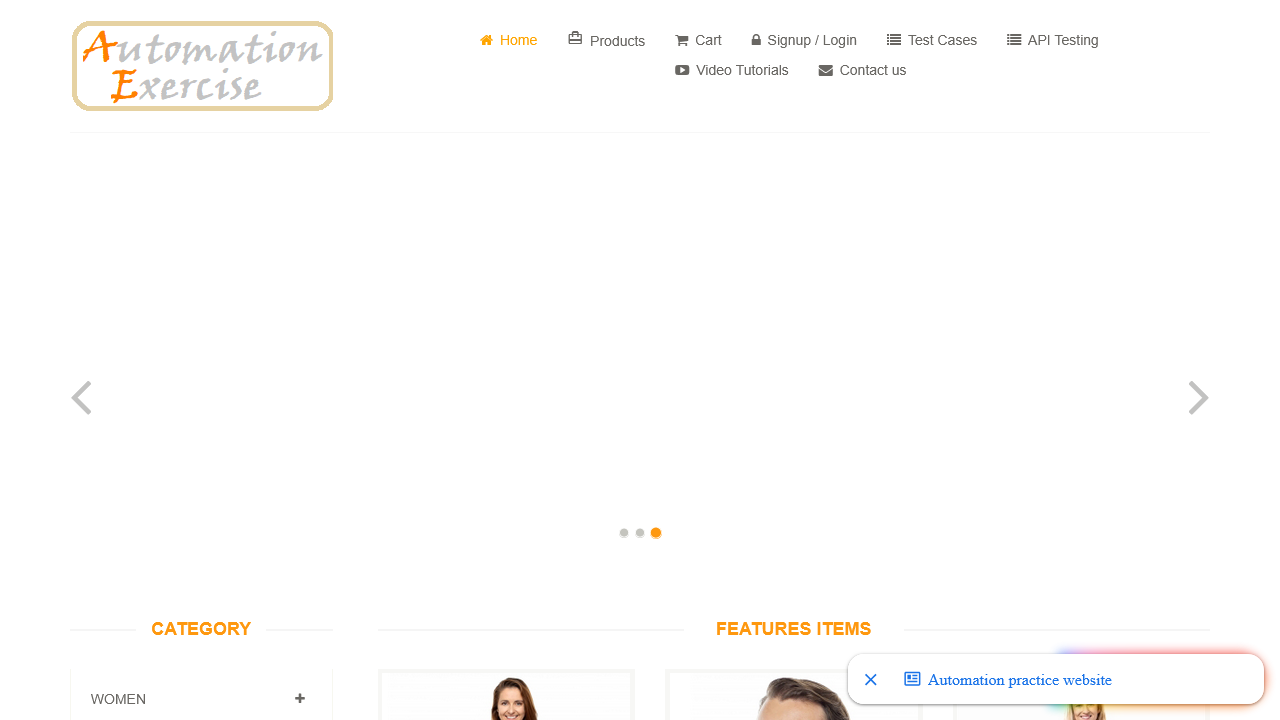 Automation
Exercise
Home
Products
Cart
Signup / Login
Test Cases
API Testing
Video Tutorials
Contact us
CATEGORY
FEATURES ITEMS
WOMEN
Automation practice website